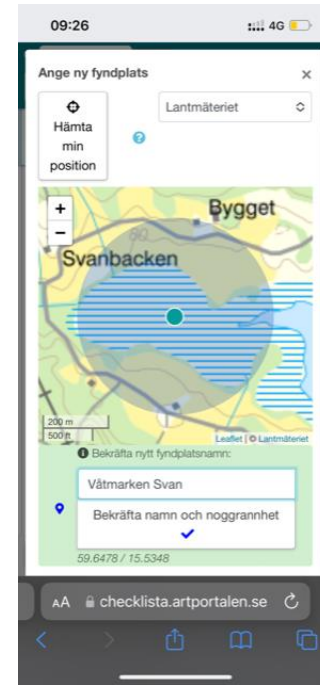 09:26
4G
Ange ny fyndplats
×
Hämta
min
position
Lantmäteriet
+
−
Bygget
60
Svanbacken
200 m
500 ft
Leaflet | © Lantmäteriet
Bekräfta nytt fyndplatsnamn:
Våtmarken Svan
Bekräfta namn och noggrannhet
59.6478 / 15.5348
AA
checklista.artportalen.se